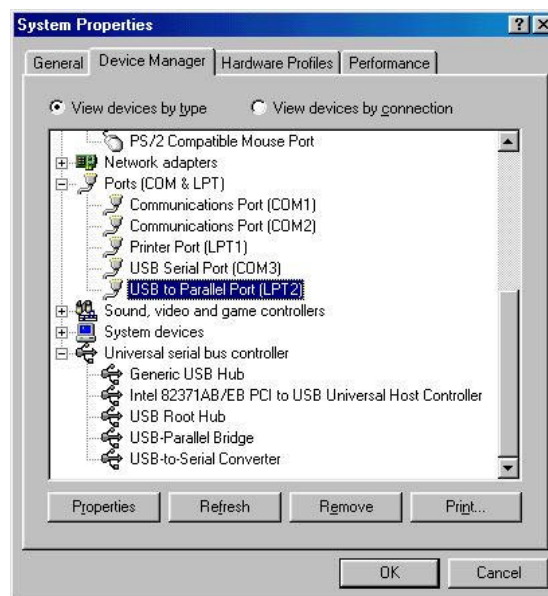 System Properties
General Device Manager Hardware Profiles Performance
View devices by type View devices by connection
PS/2 Compatible Mouse Port
Network adapters
Ports (COM & LPT)
Communications Port (COM1)
Communications Port (COM2)
Printer Port (LPT1)
USB Serial Port (COM3)
USB to Parallel Port (LPT2)
Sound, video and game controllers
System devices
Universal serial bus controller
Generic USB Hub
Intel 82371AB/EB PCI to USB Universal Host Controller
USB Root Hub
USB-Parallel Bridge
USB-to-Serial Converter
Properties Refresh Remove Print...
OK Cancel